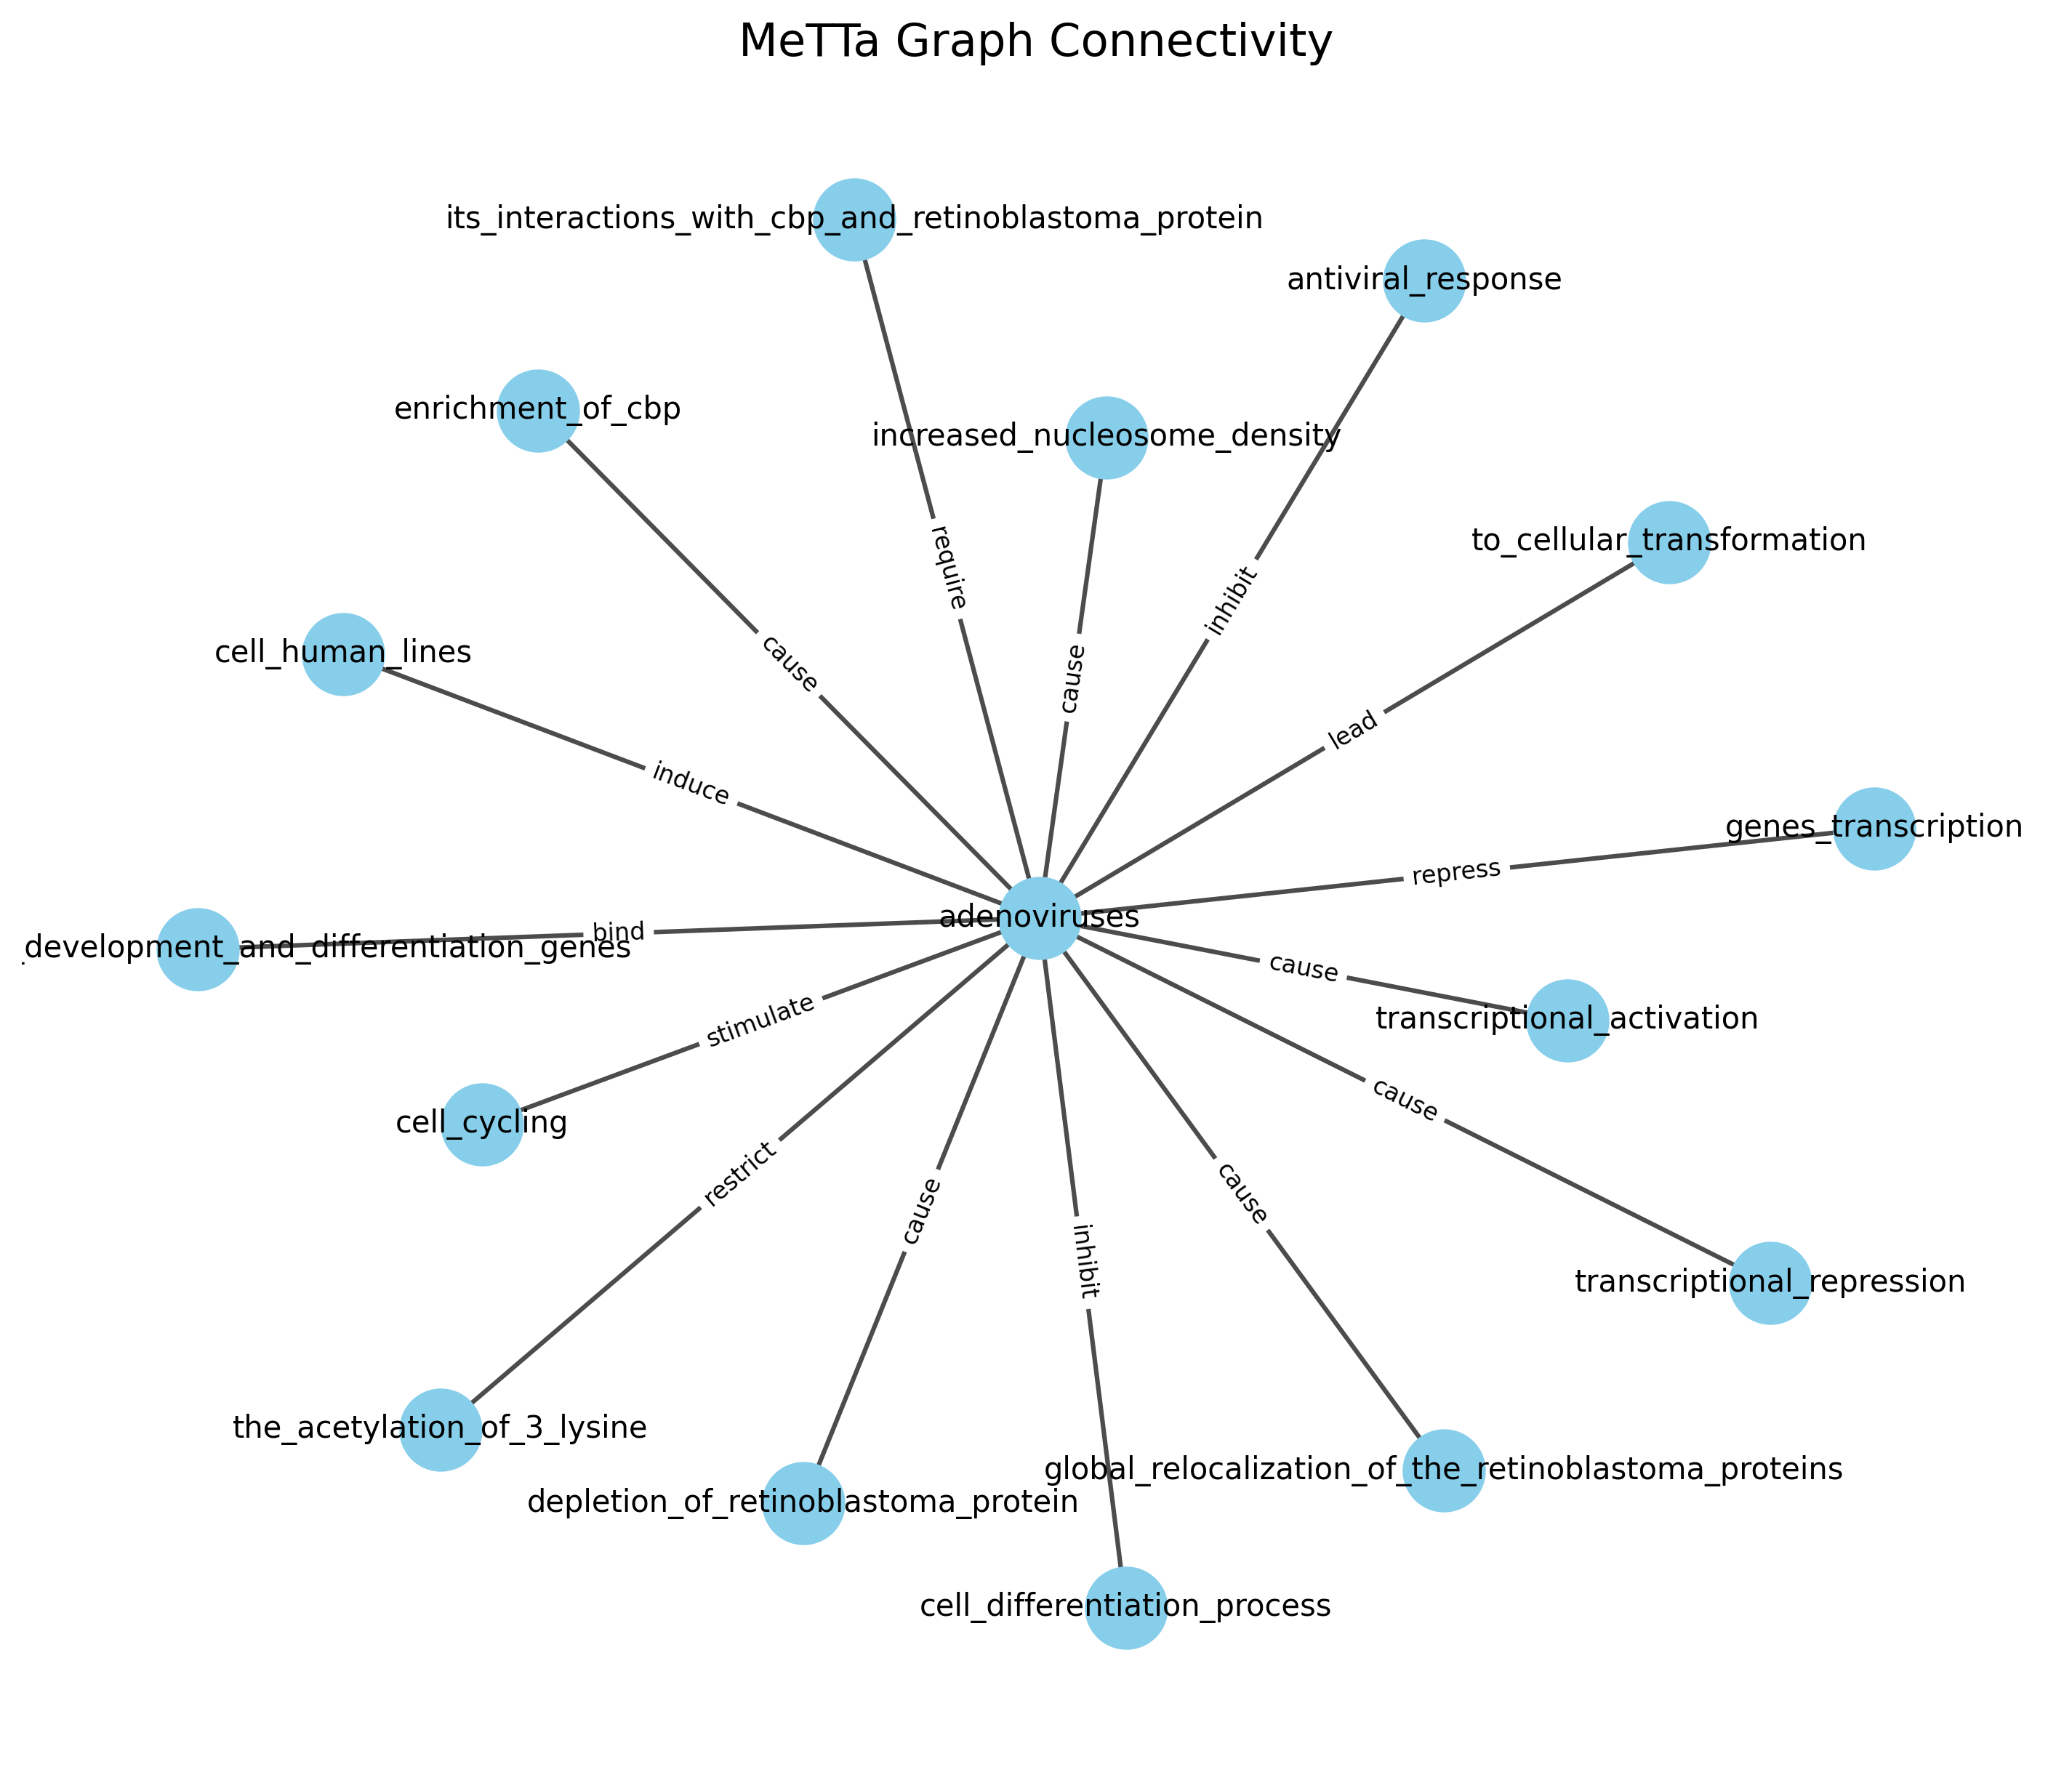 MeTTa Graph Connectivity
its_interactions_with_cbp_and_retinoblastoma_protein
antiviral_response
enrichment_of_cbp
increased_nucleosome_density
to_cellular_transformation
require
inhibit
cause
cause
cell_human_lines
lead
induce
genes_transcription
repress
adenoviruses
bind
_development_and_differentiation_genes
cause
stimulate
transcriptional_activation
cause
cell_cycling
restrict
cause
cause
inhibit
transcriptional_repression
the_acetylation_of_3_lysine
global_relocalization_of_the_retinoblastoma_proteins
depletion_of_retinoblastoma_protein
cell_differentiation_process